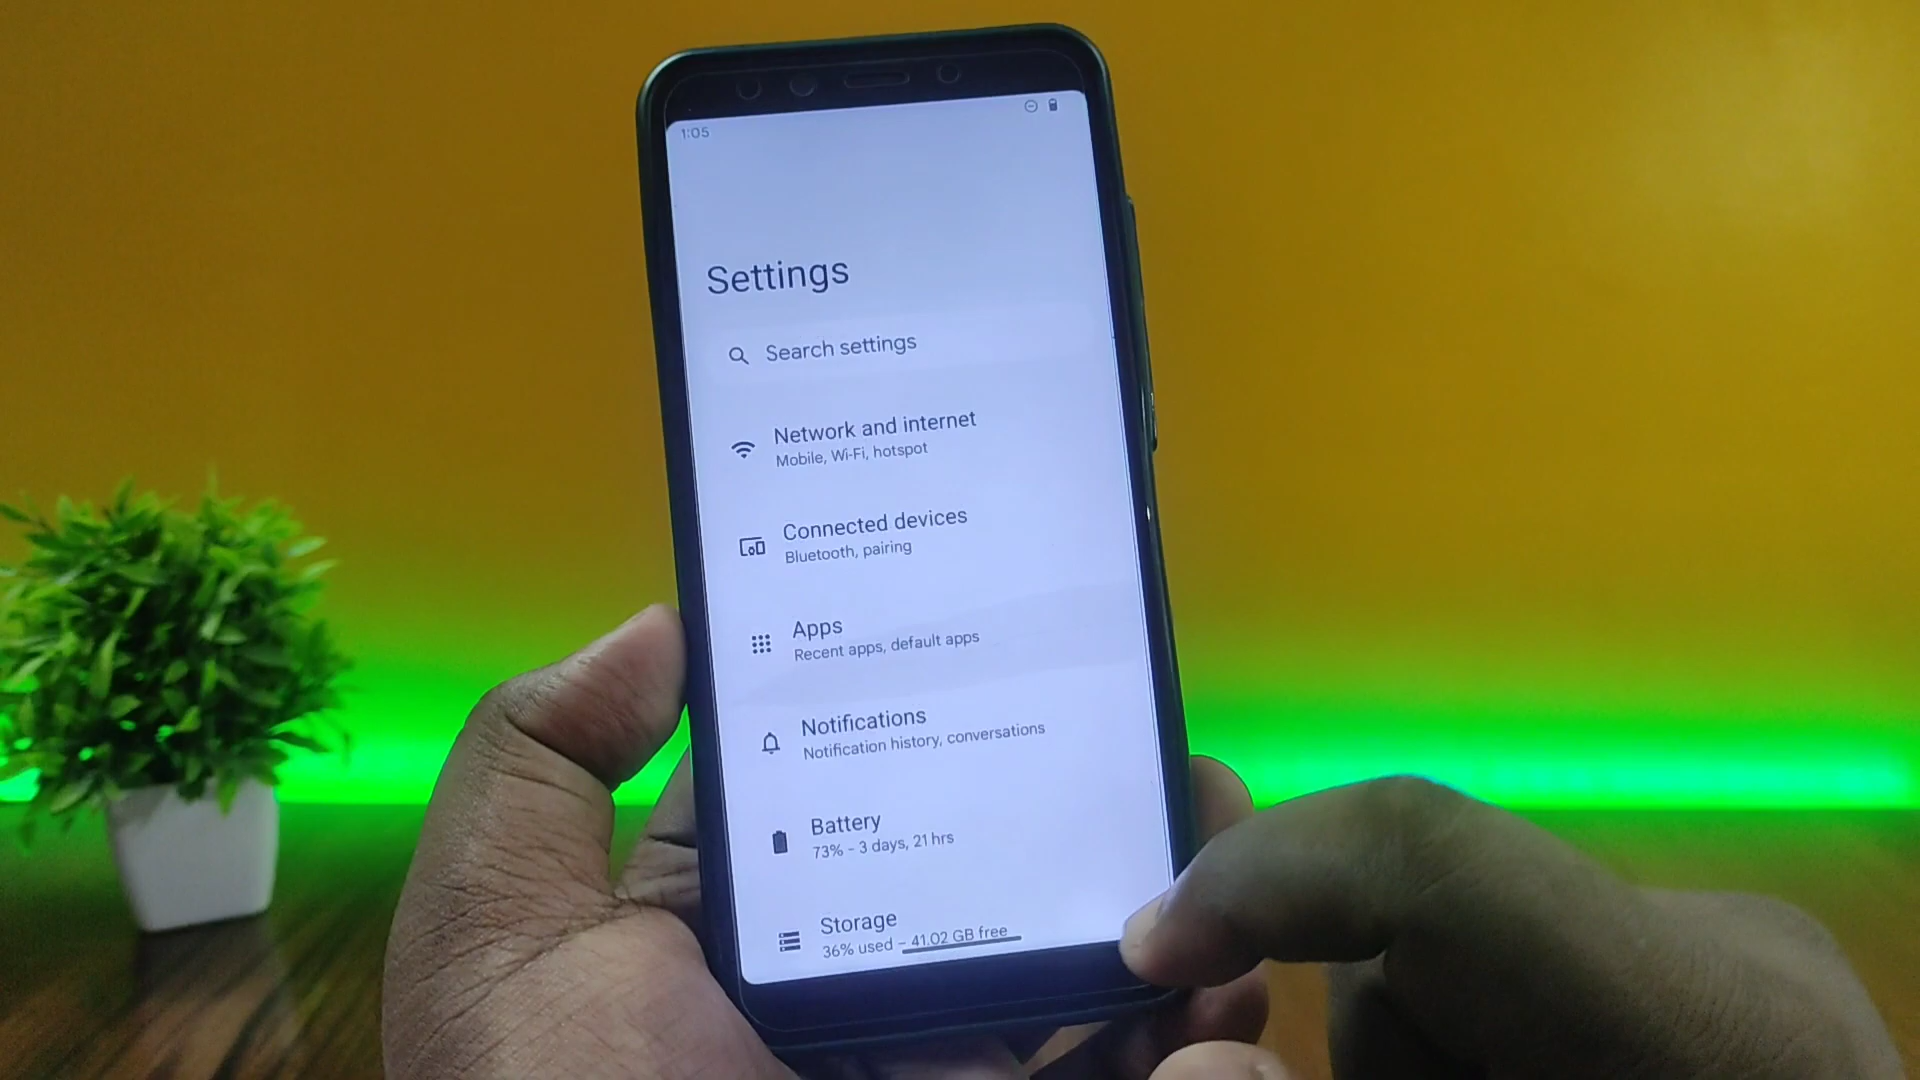 1:05
Settings
Search settings
Network and internet
Mobile, Wi-Fi, hotspot
Connected devices
Bluetooth, pairing
Apps
Recent apps, default apps
Notifications
Notification history, conversations
Battery
73% - 3 days, 21 hrs
Storage
36% used - 41.02 GB free